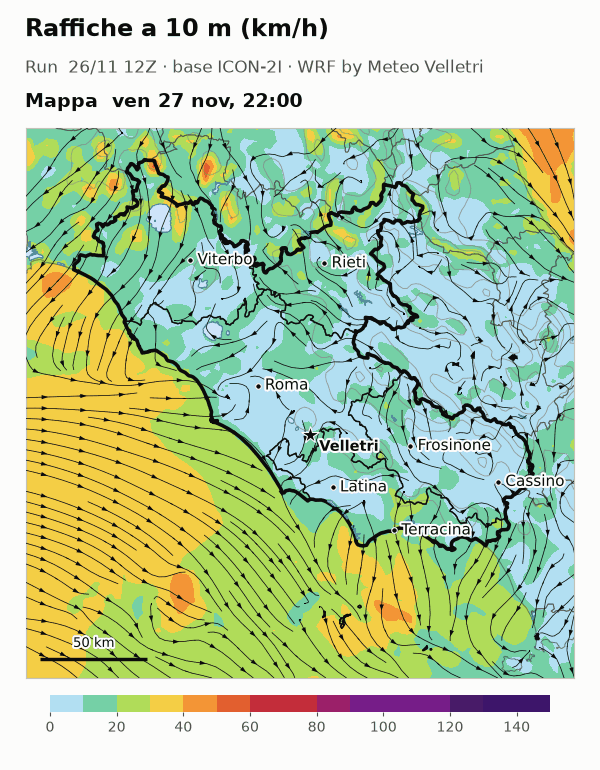 Raffiche a 10 m (km/h)
Run  26/11 12Z · base ICON-2I · WRF by Meteo Velletri
Mappa  ven 27 nov, 22:00
Viterbo
Rieti
Roma
Velletri
Frosinone
Latina
Cassino
Terracina
50 km
0 20 40 60 80 100 120 140